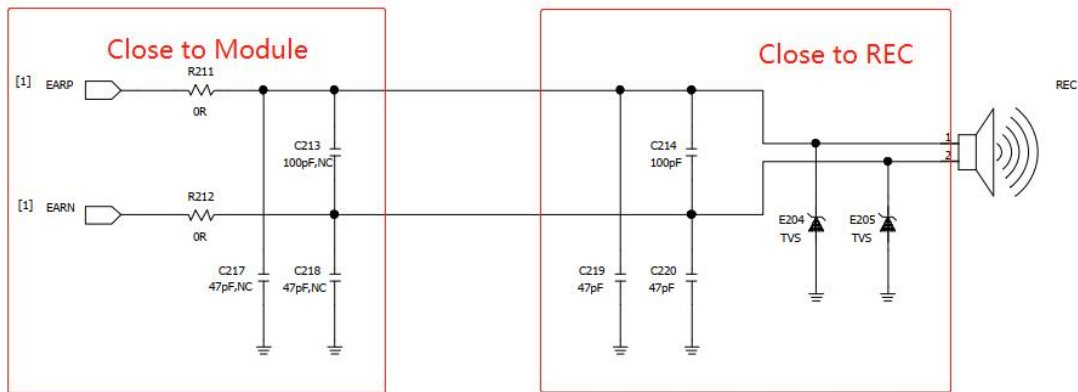 Close to Module
Close to REC
[1] EARP
R211
0R
REC
1
2
C213
100pF,NC
C214
100pF
[1] EARN
R212
0R
E204
TVS
E205
TVS
C217
47pF,NC
C218
47pF,NC
C219
47pF
C220
47pF